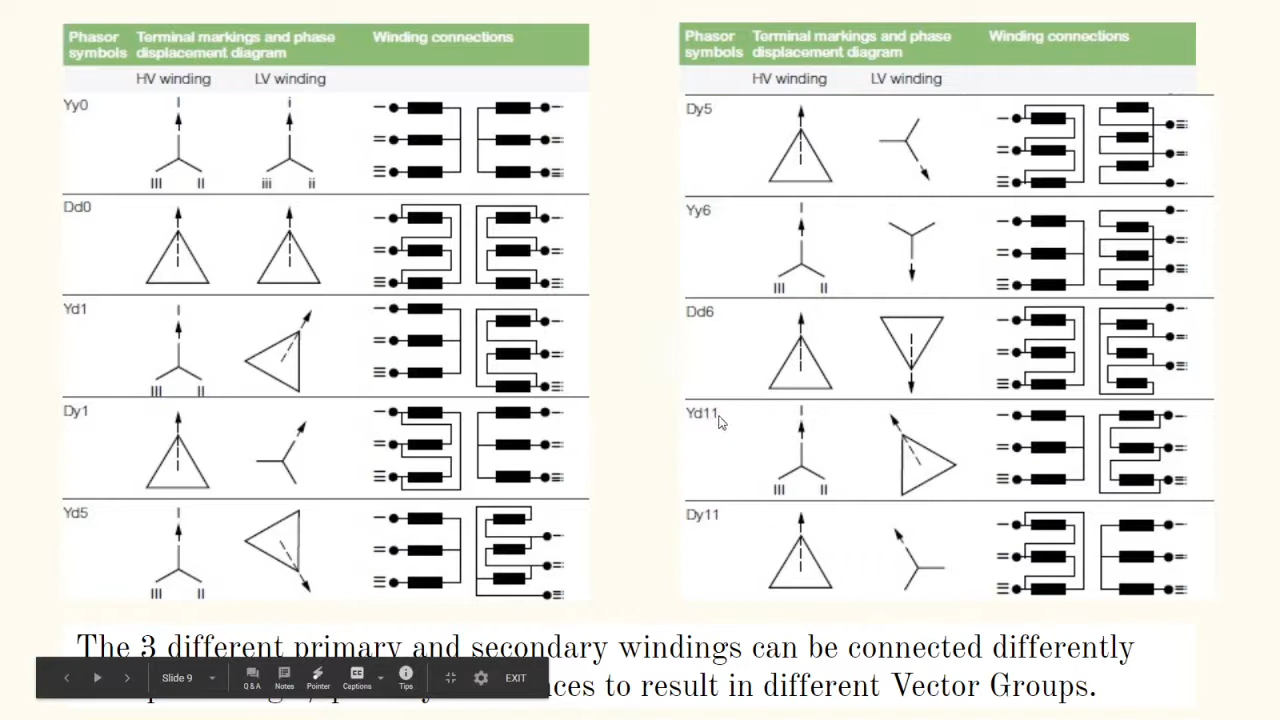 Phasor symbols Terminal markings and phase displacement diagram Winding connections
HV winding LV winding
Yy0
I i
III II iii ii
Dd0
Yd1
I
III II
Dy1
Yd5
I
III II
Phasor symbols Terminal markings and phase displacement diagram Winding connections
HV winding LV winding
Dy5
Yy6
I
III II
Dd6
Yd11
I
III II
Dy11
The 3 different primary and secondary windings can be connected differently
to result in different Vector Groups.
Slide 9
Q & A Notes Pointer Captions Tips EXIT